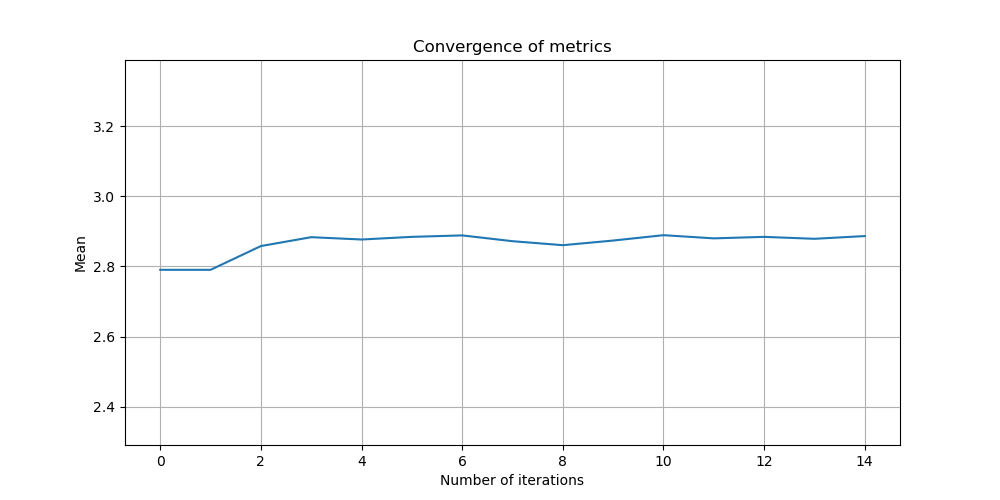 Convergence of metrics
3.2
3.0
2.8
2.6
2.4
Mean
0 2 4 6 8 10 12 14
Number of iterations